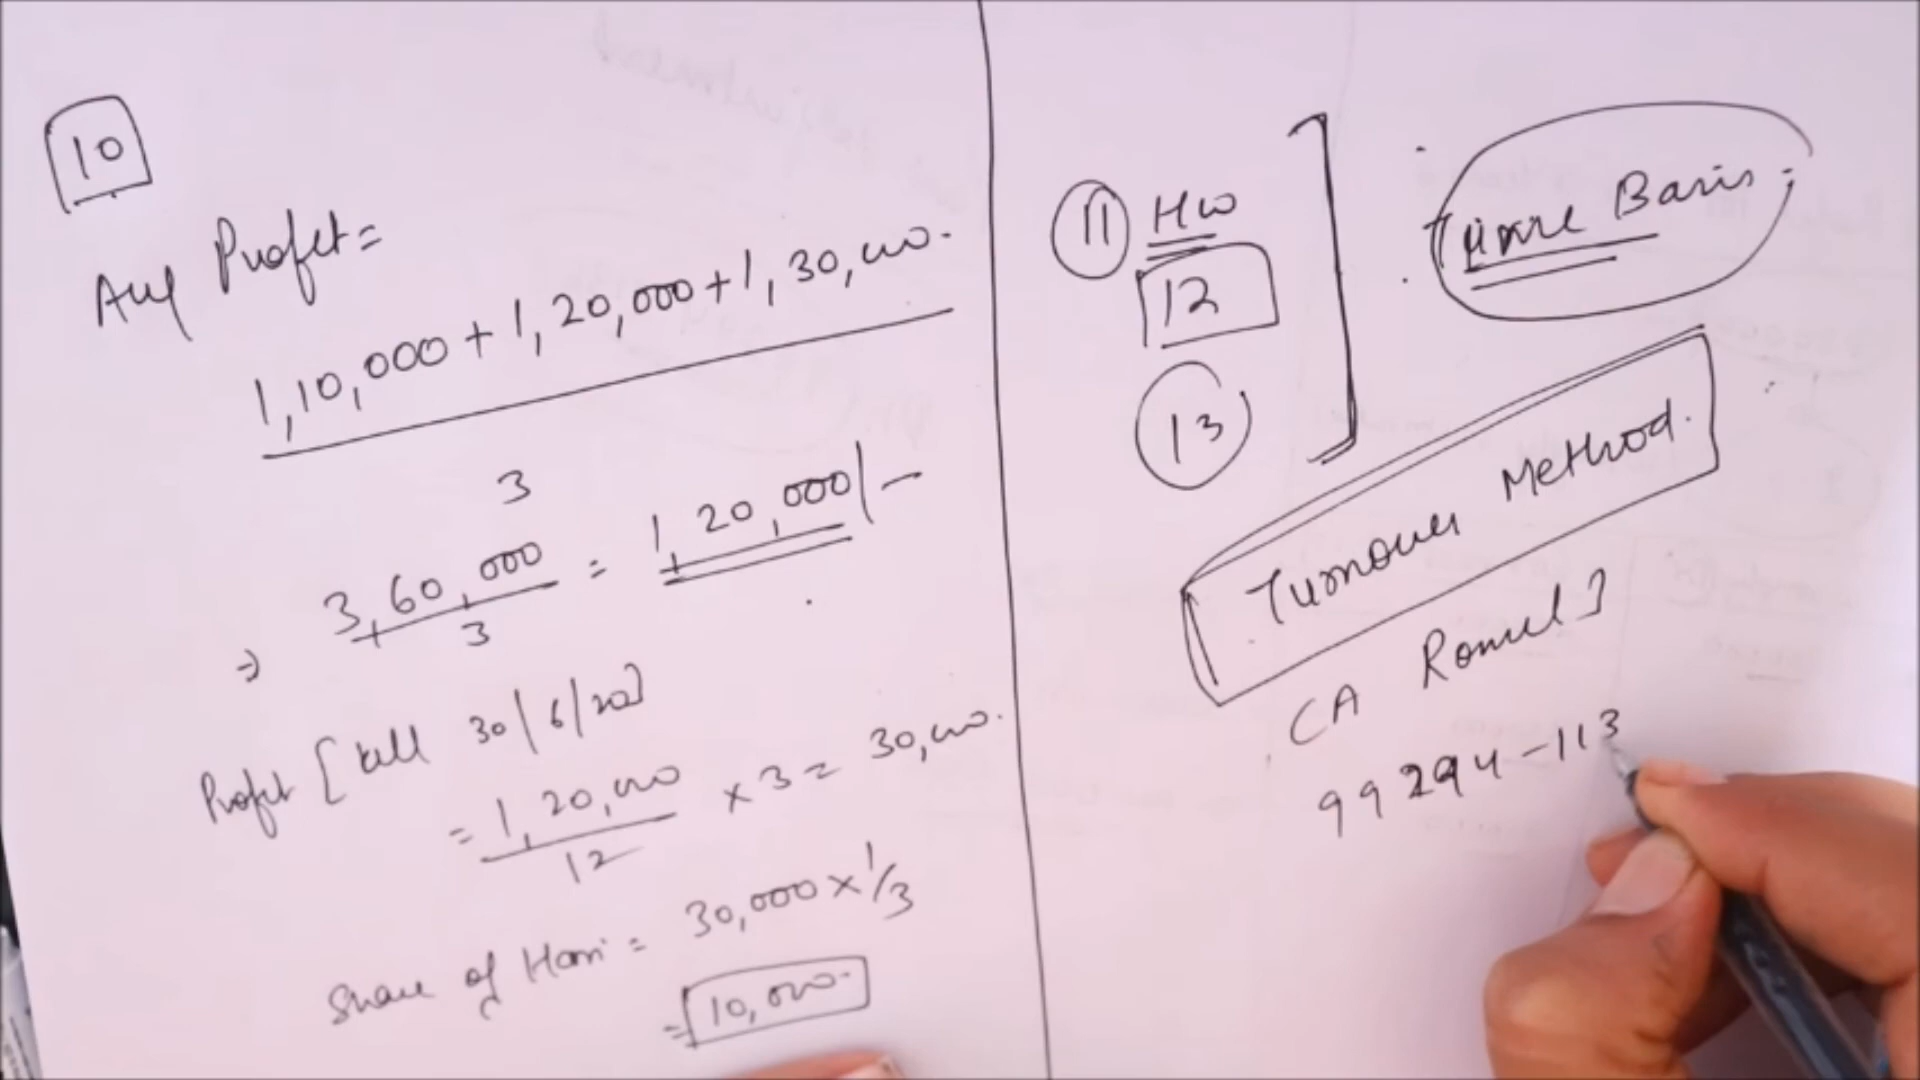 10
Avg Profit =
1,10,000 + 1,20,000 + 1,30,000.
3
⇒ 3,60,000 / 3 = 1,20,000/-
Profit [till 30/6/20]
= 1,20,000 / 12 × 3 = 30,000.
Share of Hari = 30,000 × 1/3
= 10,000.
11 HW
12
13
Time Basis.
Turnover Method.
CA Romul]
99294-113